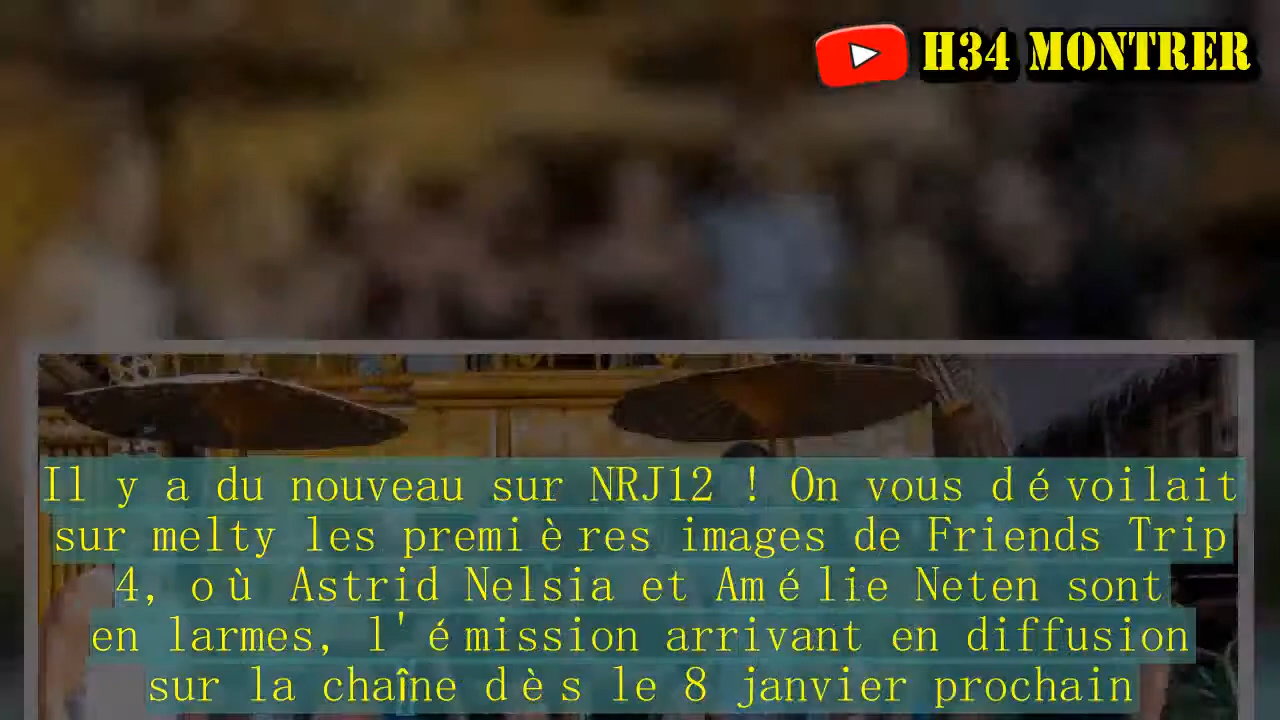 H34 MONTRER
Il y a du nouveau sur NRJ12 ! On vous dévoilait
sur melty les premières images de Friends Trip
4, où Astrid Nelsia et Amélie Neten sont
en larmes, l'émission arrivant en diffusion
sur la chaîne dès le 8 janvier prochain